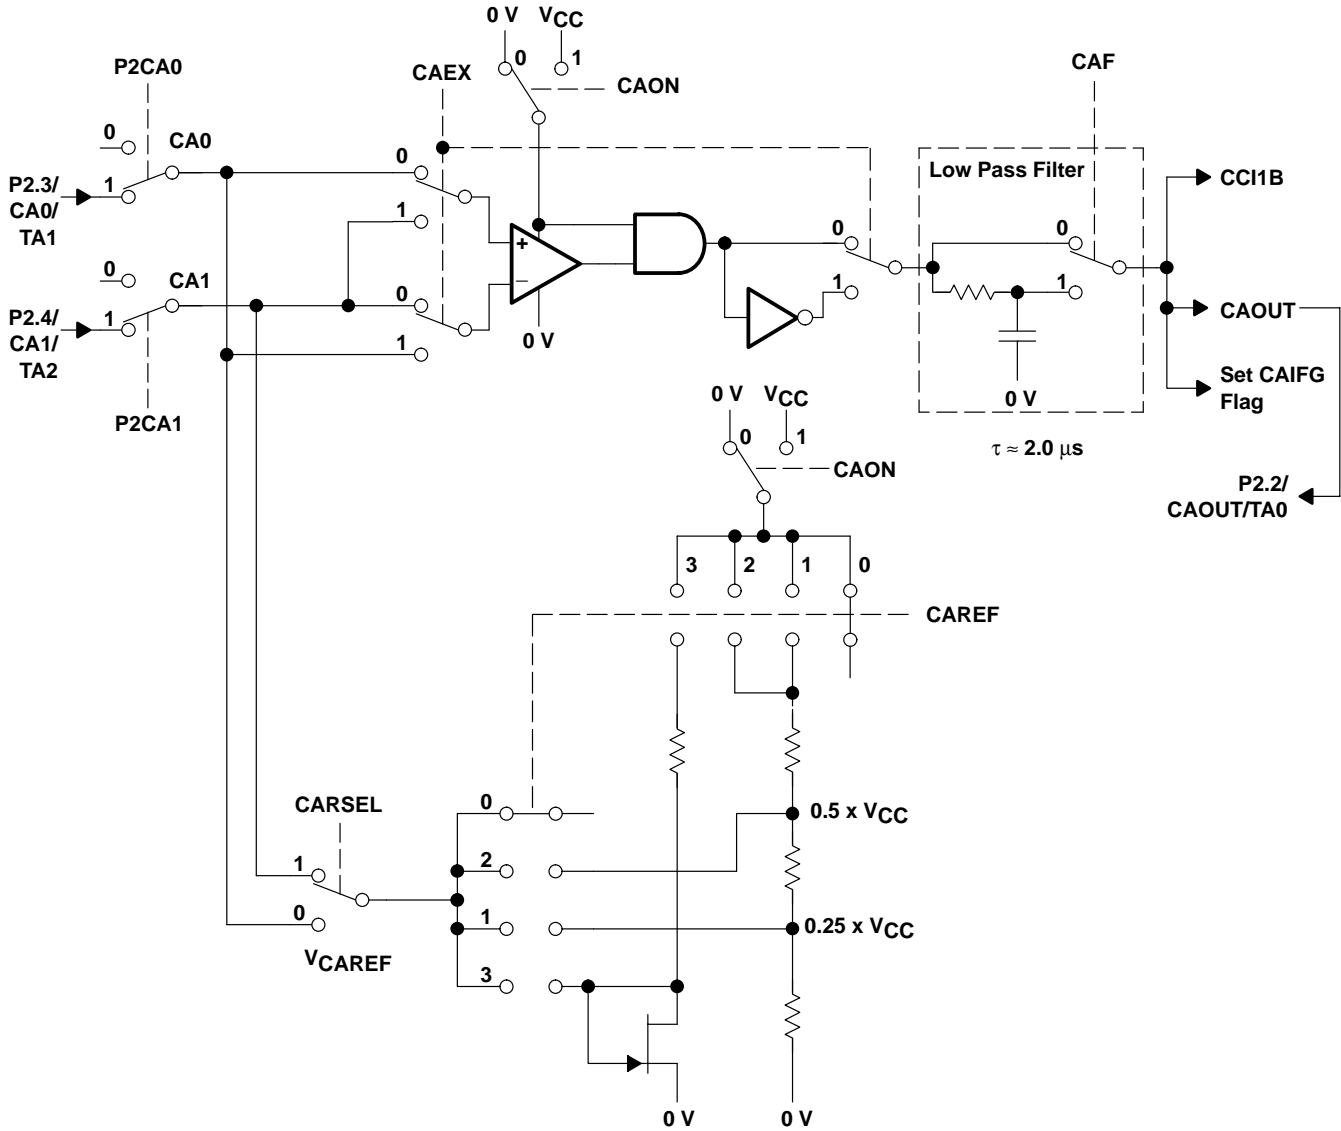 0 V VCC
0 1
CAON
P2CA0
CAEX
CAF
0
CA0
1
P2.3/
CA0/
TA1
0
1
Low Pass Filter
CCI1B
+
0
0
0
CA1
1
P2.4/
CA1/
TA2
0
1
−
0 V
1
1
CAOUT
0 V
Set CAIFG
Flag
P2CA1
τ ≈ 2.0 μs
0 V VCC
0 1
CAON
P2.2/
CAOUT/TA0
3 2 1 0
CAREF
CARSEL
0
0.5 x VCC
1
2
0
1
0.25 x VCC
VCAREF
3
0 V 0 V